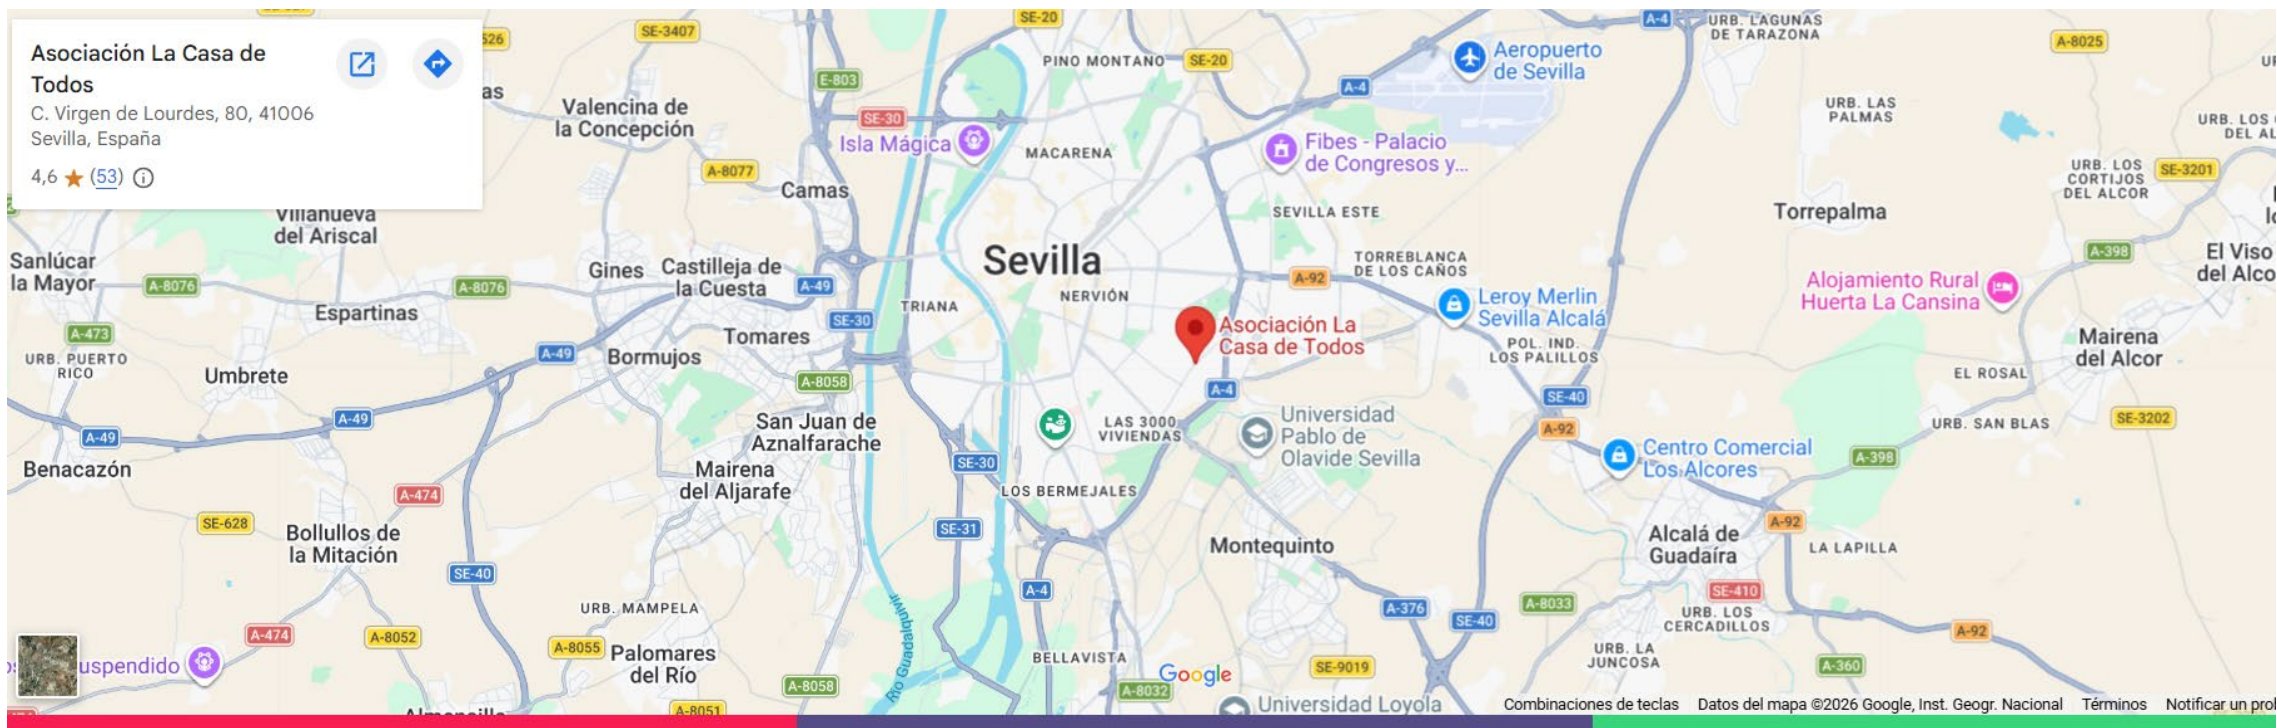 Asociación La Casa de
Todos
C. Virgen de Lourdes, 80, 41006
Sevilla, España
4,6
(53)
SE-3407
SE-20
PINO MONTANO
SE-20
A-4
URB. LAGUNAS
DE TARAZONA
A-8025
Aeropuerto
de Sevilla
E-803
A-4
Valencina de
la Concepción
SE-30
Isla Mágica
MACARENA
Fibes - Palacio
de Congresos y...
URB. LAS
PALMAS
A-8077
Camas
URB. LOS
CORTIJOS
DEL ALCOR
SE-3201
Villanueva
del Ariscal
SEVILLA ESTE
Torrepalma
Sanlúcar
la Mayor
A-8076
A-8076
Gines
Castilleja de
la Cuesta
A-49
Sevilla
NERVIÓN
TORREBLANCA
DE LOS CAÑOS
A-92
A-398
El Viso
del Alco
Alojamiento Rural
Huerta La Cansina
Leroy Merlin
Sevilla Alcalá
Espartinas
TRIANA
SE-30
Tomares
Asociación La
Casa de Todos
POL. IND.
LOS PALILLOS
Mairena
del Alcor
A-473
URB. PUERTO
RICO
Umbrete
A-49
Bormujos
A-8058
A-4
SE-40
EL ROSAL
A-49
A-49
San Juan de
Aznalfarache
LAS 3000
VIVIENDAS
Universidad
Pablo de
Olavide Sevilla
A-92
URB. SAN BLAS
SE-3202
Centro Comercial
Los Alcores
A-398
Benacazón
A-474
Mairena
del Aljarafe
SE-30
LOS BERMEJALES
SE-628
Bollullos de
la Mitación
SE-31
Montequinto
Alcalá de
Guadaíra
A-92
LA LAPILLA
SE-40
A-4
SE-410
URB. LOS
CERCADILLOS
URB. MAMPELA
A-376
SE-40
A-8033
A-474
A-8052
A-8055
Palomares
del Río
Río Guadalquivir
BELLAVISTA
Google
SE-9019
URB. LA
JUNCOSA
A-92
A-360
uspendido
A-8058
A-8032
A-8051
Universidad Loyola
Combinaciones de teclas
Datos del mapa ©2026 Google, Inst. Geogr. Nacional
Términos
Notificar un prol